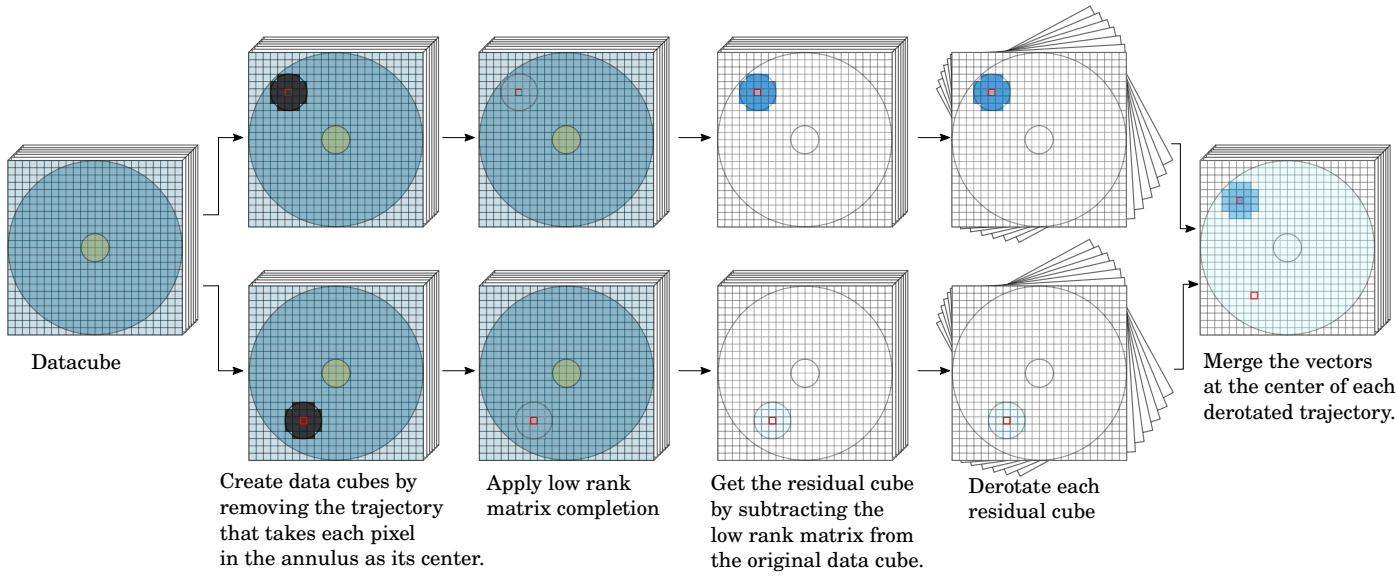 Datacube
Create data cubes by
removing the trajectory
that takes each pixel
in the annulus as its center.
Apply low rank
matrix completion
Get the residual cube
by subtracting the
low rank matrix from
the original data cube.
Derotate each
residual cube
Merge the vectors
at the center of each
derotated trajectory.